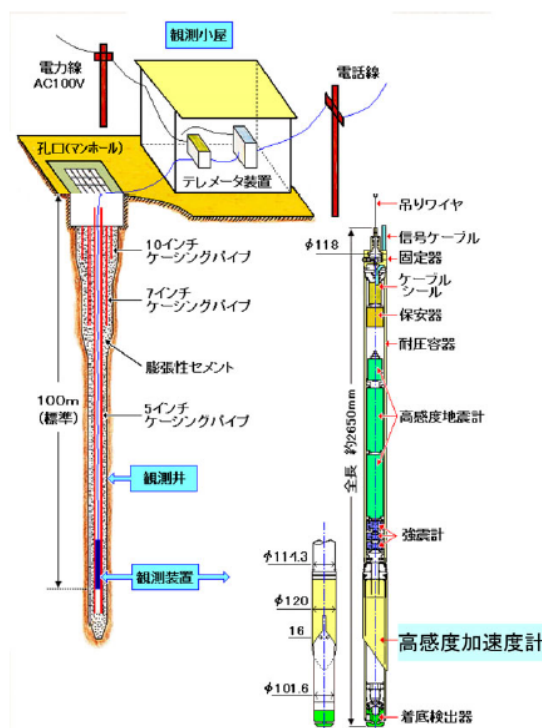 観測小屋
電力線
AC100V
電話線
孔口(マンホール)
テレメータ装置
10インチ
ケーシングパイプ
7インチ
ケーシングパイプ
膨張性セメント
100m
(標準)
5インチ
ケーシングパイプ
観測井
観測装置
吊りワイヤ
信号ケーブル
φ118
固定器
ケーブル
シール
保安器
耐圧容器
全長 約2650mm
高感度地震計
強震計
φ114.3
φ120
16
高感度加速度計
φ101.6
着底検出器